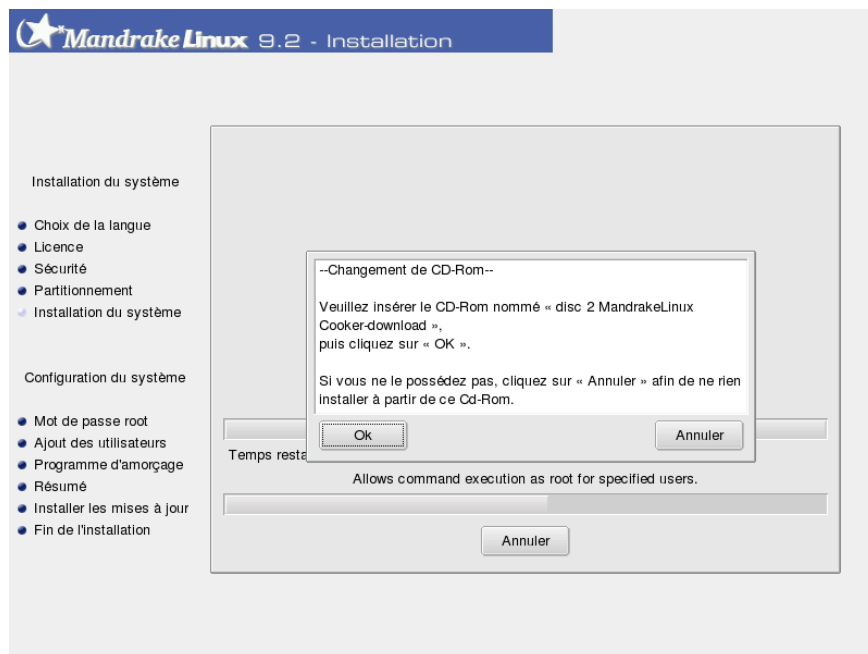 MandrakeLinux 9.2 - Installation
Installation du système
Choix de la langue
Licence
Sécurité
Partitionnement
Installation du système
Configuration du système
Mot de passe root
Ajout des utilisateurs
Programme d'amorçage
Résumé
Installer les mises à jour
Fin de l'installation
--Changement de CD-Rom--
Veuillez insérer le CD-Rom nommé « disc 2 MandrakeLinux
Cooker-download »,
puis cliquez sur « OK ».
Si vous ne le possédez pas, cliquez sur « Annuler » afin de ne rien
installer à partir de ce Cd-Rom.
Ok
Annuler
Temps
Allows command execution as root for specified users.
Annuler